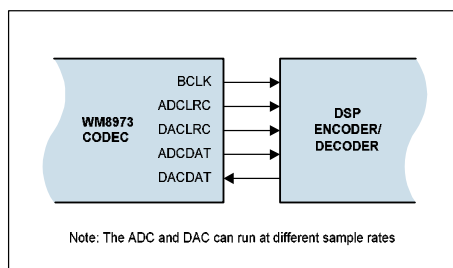 WM8973
CODEC
BCLK
ADCLRC
DACLRC
ADCDAT
DACDAT
DSP
ENCODER/
DECODER
Note: The ADC and DAC can run at different sample rates